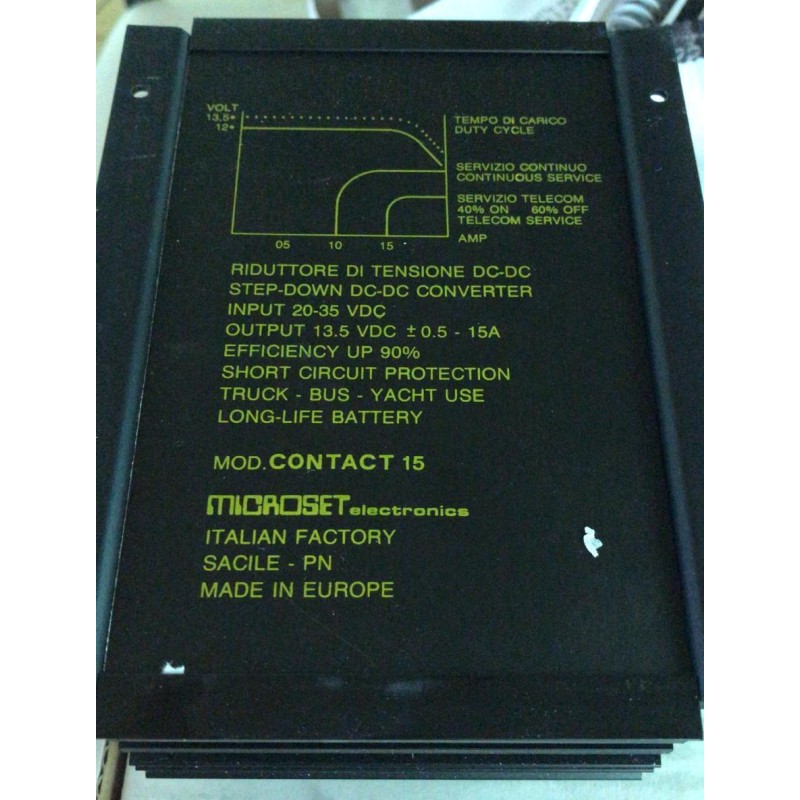 VOLT
13,5•
12•
TEMPO DI CARICO
DUTY CYCLE
SERVIZIO CONTINUO
CONTINUOUS SERVICE
SERVIZIO TELECOM
40% ON 60% OFF
TELECOM SERVICE
05 10 15 AMP
RIDUTTORE DI TENSIONE DC-DC
STEP-DOWN DC-DC CONVERTER
INPUT 20-35 VDC
OUTPUT 13.5 VDC ± 0.5 - 15A
EFFICIENCY UP 90%
SHORT CIRCUIT PROTECTION
TRUCK - BUS - YACHT USE
LONG-LIFE BATTERY
MOD. CONTACT 15
MICROSET electronics
ITALIAN FACTORY
SACILE - PN
MADE IN EUROPE